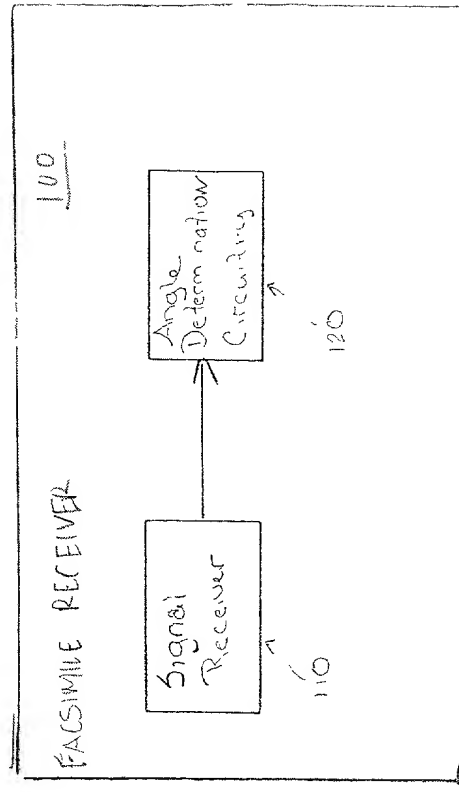 FACSIMILE RECEIVER
100
Signal
Receiver
110
Angle
Determination
Circuitry
120